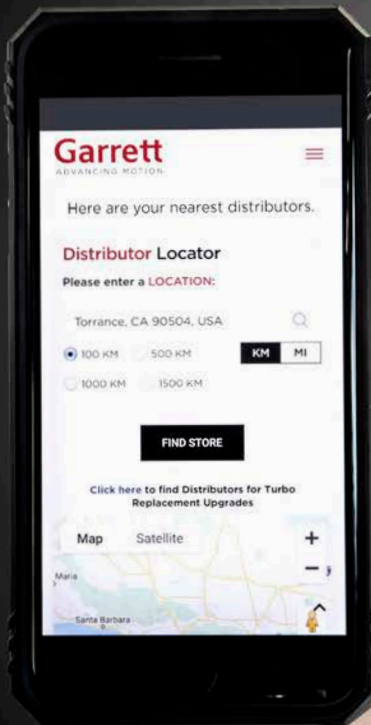 Garrett
ADVANCING MOTION
Here are your nearest distributors.
Distributor Locator
Please enter a LOCATION:
Torrance, CA 90504, USA
100 KM 500 KM KM MI
1000 KM 1500 KM
FIND STORE
Click here to find Distributors for Turbo
Replacement Upgrades
Map Satellite
Maria
Santa Barbara